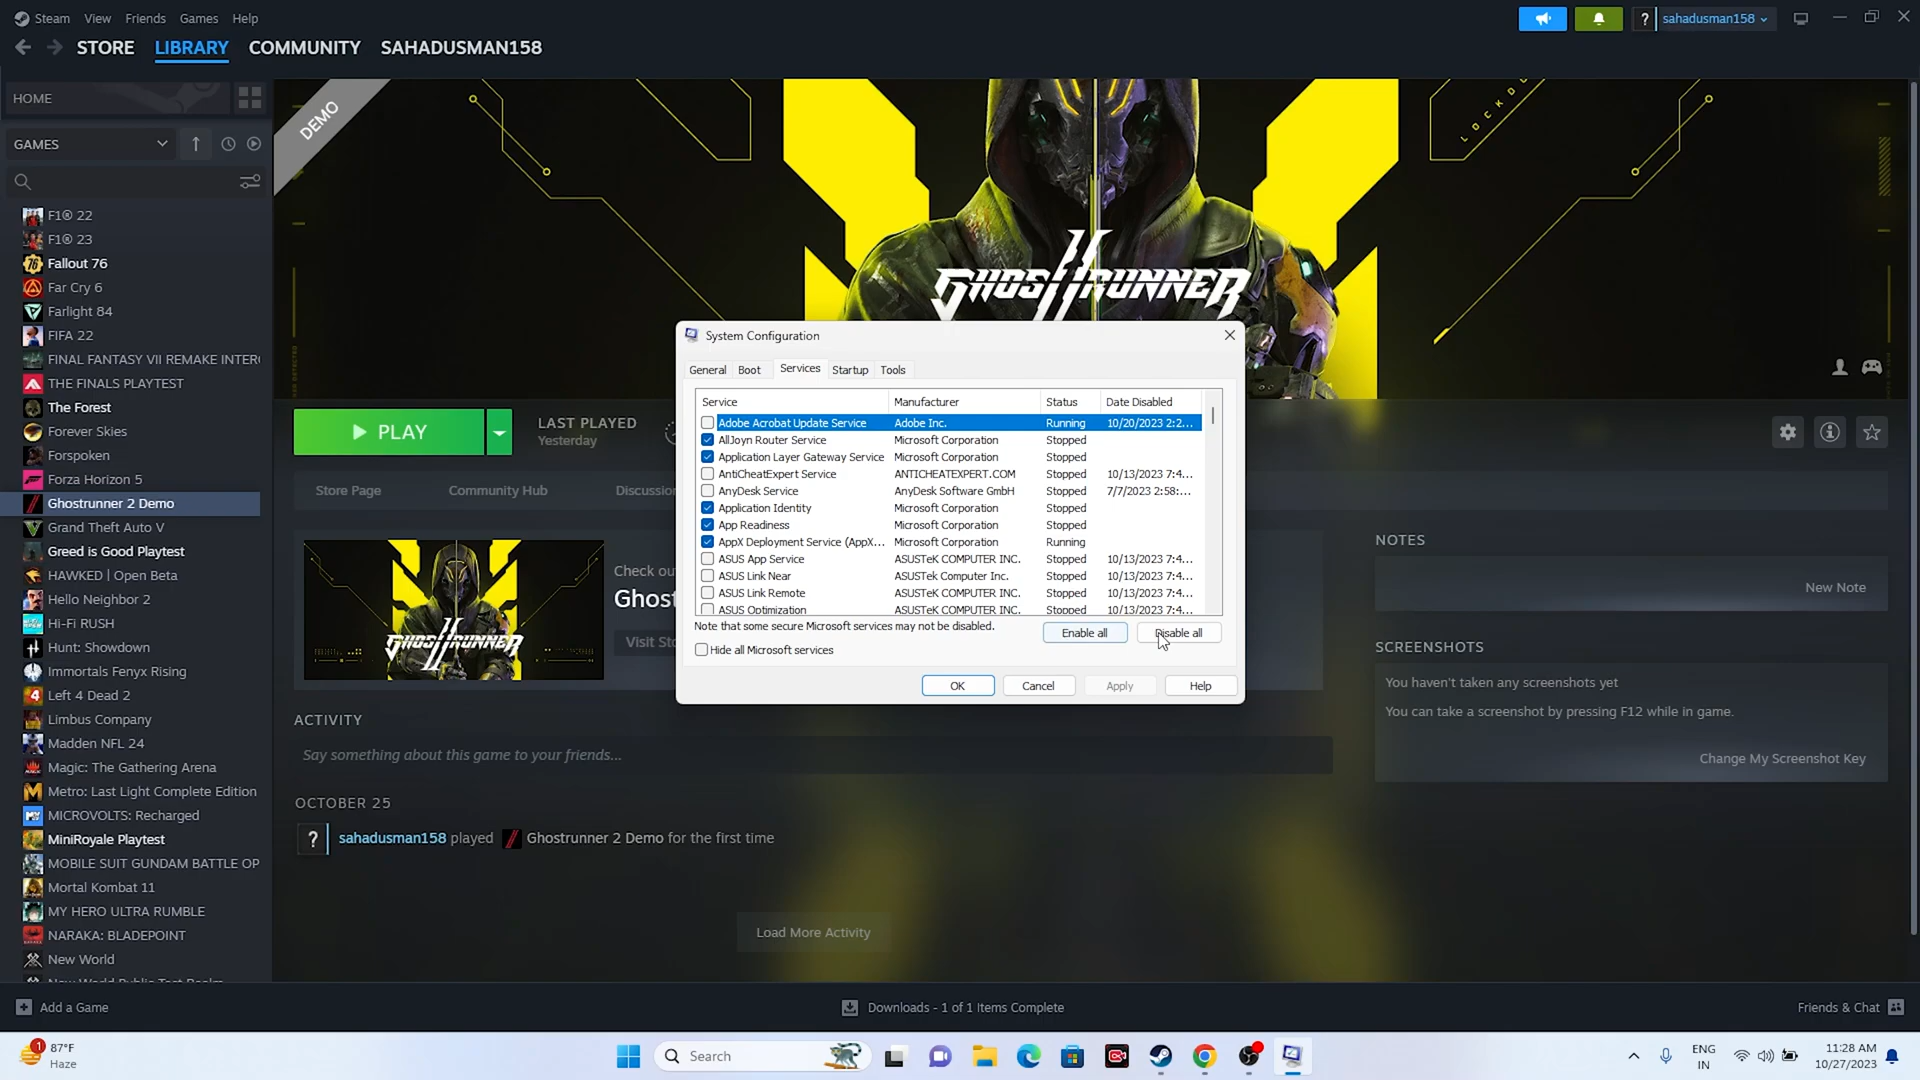 Steam View Friends Games Help
sahadusman158
STORE LIBRARY COMMUNITY SAHADUSMAN158
HOME
GAMES
F1® 22
F1® 23
Fallout 76
Far Cry 6
Farlight 84
FIFA 22
FINAL FANTASY VII REMAKE INTER
THE FINALS PLAYTEST
The Forest
Forever Skies
Forspoken
Forza Horizon 5
Ghostrunner 2 Demo
Grand Theft Auto V
Greed is Good Playtest
HAWKED | Open Beta
Hello Neighbor 2
Hi-Fi RUSH
Hunt: Showdown
Immortals Fenyx Rising
Left 4 Dead 2
Limbus Company
Madden NFL 24
Magic: The Gathering Arena
Metro: Last Light Complete Edition
MICROVOLTS: Recharged
MiniRoyale Playtest
MOBILE SUIT GUNDAM BATTLE OP
Mortal Kombat 11
MY HERO ULTRA RUMBLE
NARAKA: BLADEPOINT
New World
New World Public Test Realm
Add a Game
DEMO
LOCKD
GHOSTRUNNER
II
PLAY
LAST PLAYED
Yesterday
Store Page Community Hub Discussion
GHOSTRUNNER
II
Check ou
Ghost
Visit Sto
ACTIVITY
Say something about this game to your friends...
OCTOBER 25
? sahadusman158 played Ghostrunner 2 Demo for the first time
Load More Activity
NOTES
New Note
SCREENSHOTS
You haven't taken any screenshots yet
You can take a screenshot by pressing F12 while in game.
Change My Screenshot Key
Downloads - 1 of 1 Items Complete
Friends & Chat
System Configuration
General Boot Services Startup Tools
Service Manufacturer Status Date Disabled
Adobe Acrobat Update Service Adobe Inc. Running 10/20/2023 2:2...
AllJoyn Router Service Microsoft Corporation Stopped
Application Layer Gateway Service Microsoft Corporation Stopped
AntiCheatExpert Service ANTICHEATEXPERT.COM Stopped 10/13/2023 7:4...
AnyDesk Service AnyDesk Software GmbH Stopped 7/7/2023 2:58:...
Application Identity Microsoft Corporation Stopped
App Readiness Microsoft Corporation Stopped
AppX Deployment Service (AppX... Microsoft Corporation Running
ASUS App Service ASUSTeK COMPUTER INC. Stopped 10/13/2023 7:4...
ASUS Link Near ASUSTek Computer Inc. Stopped 10/13/2023 7:4...
ASUS Link Remote ASUSTeK COMPUTER INC. Stopped 10/13/2023 7:4...
ASUS Optimization ASUSTeK COMPUTER INC. Stopped 10/13/2023 7:4...
Note that some secure Microsoft services may not be disabled.
Enable all Disable all
Hide all Microsoft services
OK Cancel Apply Help
1 87°F
Haze
Search
ENG
IN
11:28 AM
10/27/2023